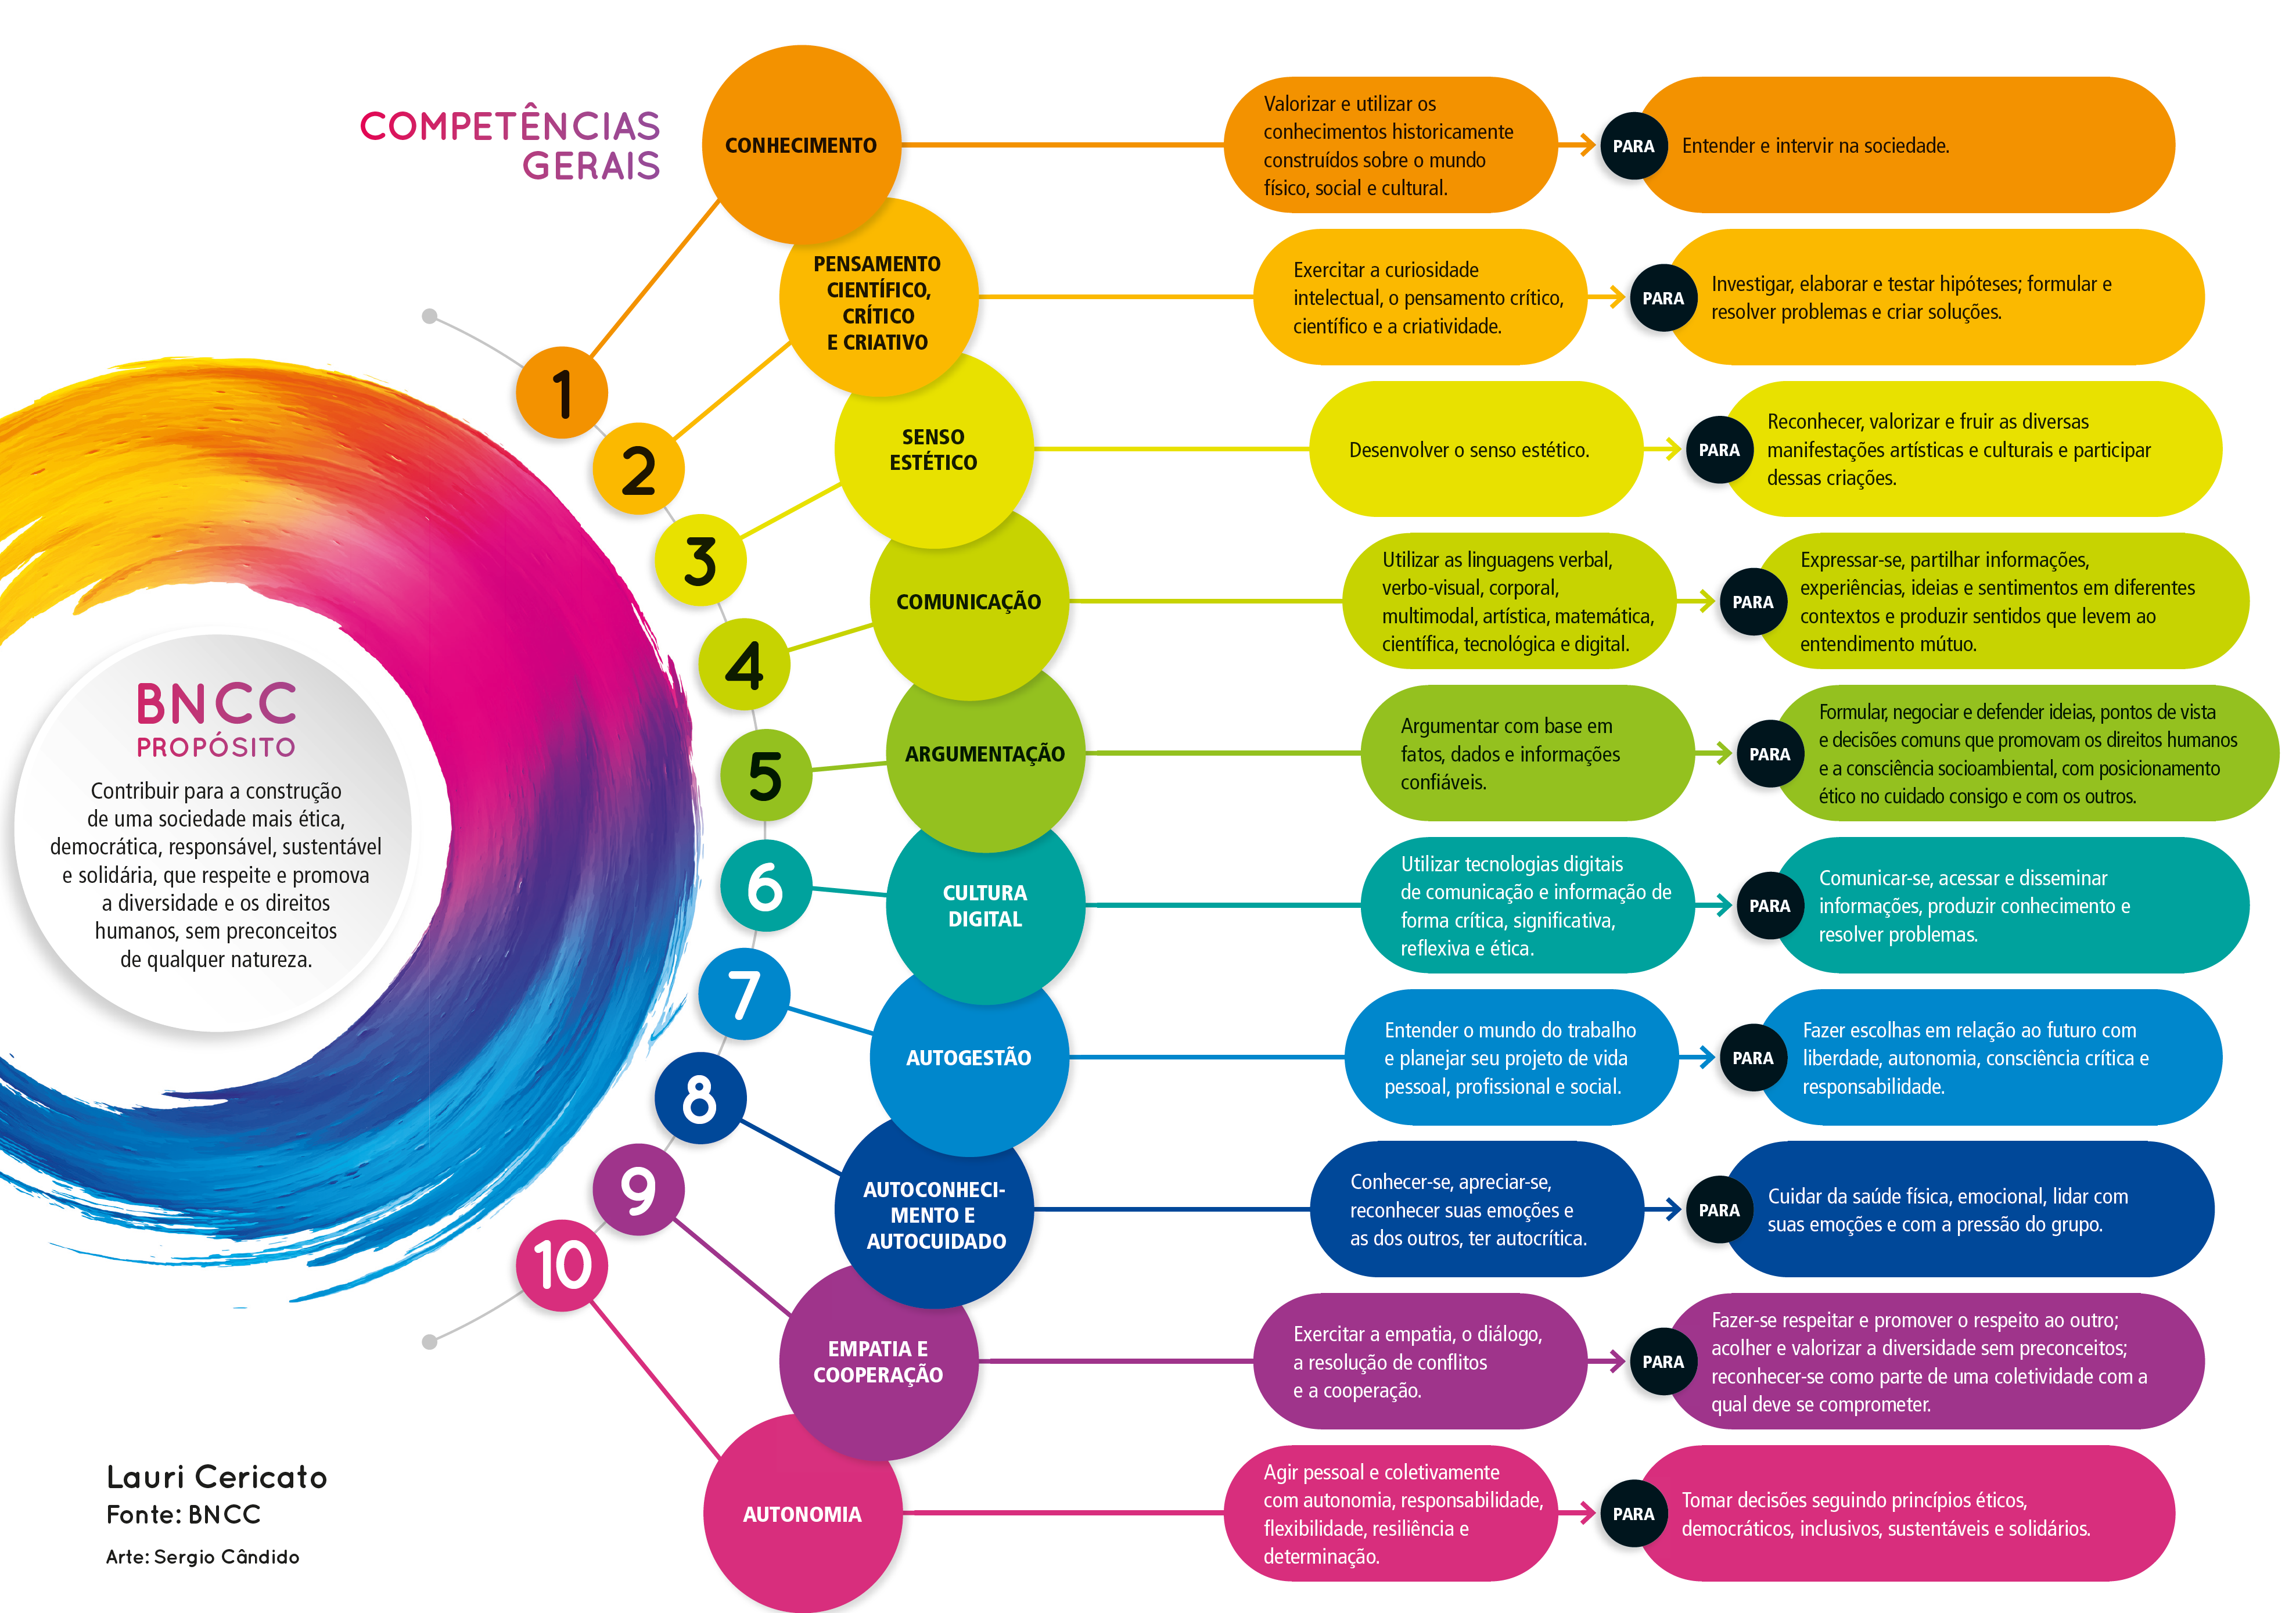 COMPETÊNCIAS
GERAIS
BNCC
PROPÓSITO
Contribuir para a construção
de uma sociedade mais ética,
democrática, responsável, sustentável
e solidária, que respeite e promova
a diversidade e os direitos
humanos, sem preconceitos
de qualquer natureza.
1
CONHECIMENTO
Valorizar e utilizar os
conhecimentos historicamente
construídos sobre o mundo
físico, social e cultural.
PARA
Entender e intervir na sociedade.
2
PENSAMENTO
CIENTÍFICO,
CRÍTICO
E CRIATIVO
Exercitar a curiosidade
intelectual, o pensamento crítico,
científico e a criatividade.
PARA
Investigar, elaborar e testar hipóteses; formular e
resolver problemas e criar soluções.
3
SENSO
ESTÉTICO
Desenvolver o senso estético.
PARA
Reconhecer, valorizar e fruir as diversas
manifestações artísticas e culturais e participar
dessas criações.
4
COMUNICAÇÃO
Utilizar as linguagens verbal,
verbo-visual, corporal,
multimodal, artística, matemática,
científica, tecnológica e digital.
PARA
Expressar-se, partilhar informações,
experiências, ideias e sentimentos em diferentes
contextos e produzir sentidos que levem ao
entendimento mútuo.
5
ARGUMENTAÇÃO
Argumentar com base em
fatos, dados e informações
confiáveis.
PARA
Formular, negociar e defender ideias, pontos de vista
e decisões comuns que promovam os direitos humanos
e a consciência socioambiental, com posicionamento
ético no cuidado consigo e com os outros.
6
CULTURA
DIGITAL
Utilizar tecnologias digitais
de comunicação e informação de
forma crítica, significativa,
reflexiva e ética.
PARA
Comunicar-se, acessar e disseminar
informações, produzir conhecimento e
resolver problemas.
7
AUTOGESTÃO
Entender o mundo do trabalho
e planejar seu projeto de vida
pessoal, profissional e social.
PARA
Fazer escolhas em relação ao futuro com
liberdade, autonomia, consciência crítica e
responsabilidade.
8
AUTOCONHECI-
MENTO E
AUTOCUIDADO
Conhecer-se, apreciar-se,
reconhecer suas emoções e
as dos outros, ter autocrítica.
PARA
Cuidar da saúde física, emocional, lidar com
suas emoções e com a pressão do grupo.
9
EMPATIA E
COOPERAÇÃO
Exercitar a empatia, o diálogo,
a resolução de conflitos
e a cooperação.
PARA
Fazer-se respeitar e promover o respeito ao outro;
acolher e valorizar a diversidade sem preconceitos;
reconhecer-se como parte de uma coletividade com a
qual deve se comprometer.
10
AUTONOMIA
Agir pessoal e coletivamente
com autonomia, responsabilidade,
flexibilidade, resiliência e
determinação.
PARA
Tomar decisões seguindo princípios éticos,
democráticos, inclusivos, sustentáveis e solidários.
Lauri Cericato
Fonte: BNCC
Arte: Sergio Cândido